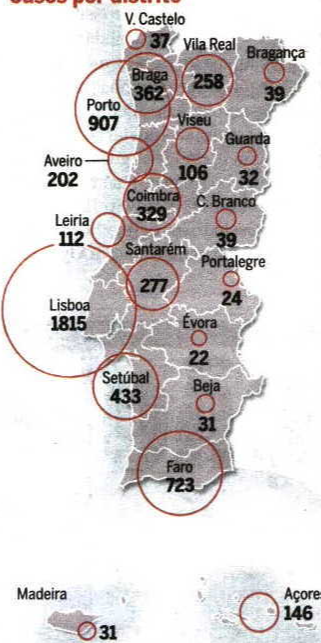 Casos por distrito
V. Castelo
37
Vila Real
258
Bragança
39
Braga
362
Porto
907
Viseu
106
Guarda
32
Aveiro
202
Coimbra
329
C. Branco
39
Leiria
112
Santarém
277
Portalegre
24
Lisboa
1815
Évora
22
Setúbal
433
Beja
31
Faro
723
Madeira
31
Açores
146